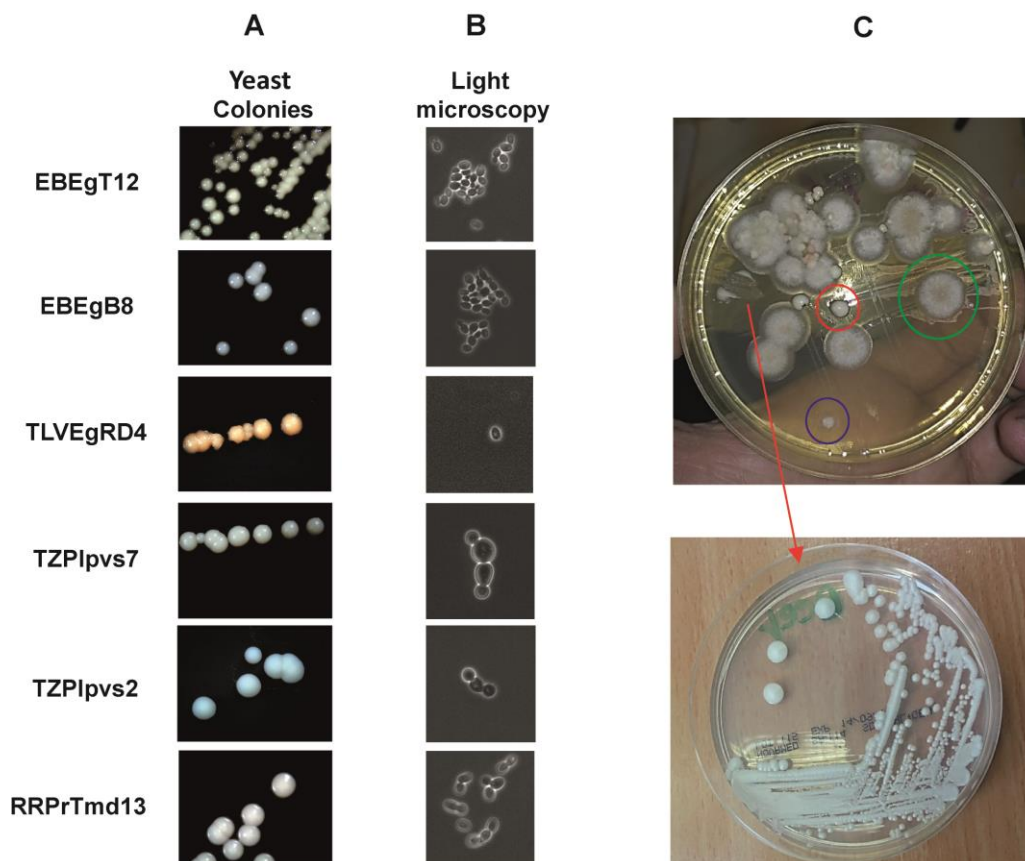 A
B
C
Yeast
Colonies
Light
microscopy
EBEgT12
EBEgB8
TLVEgRD4
TZPlpvs7
TZPlpvs2
RRPrTmd13